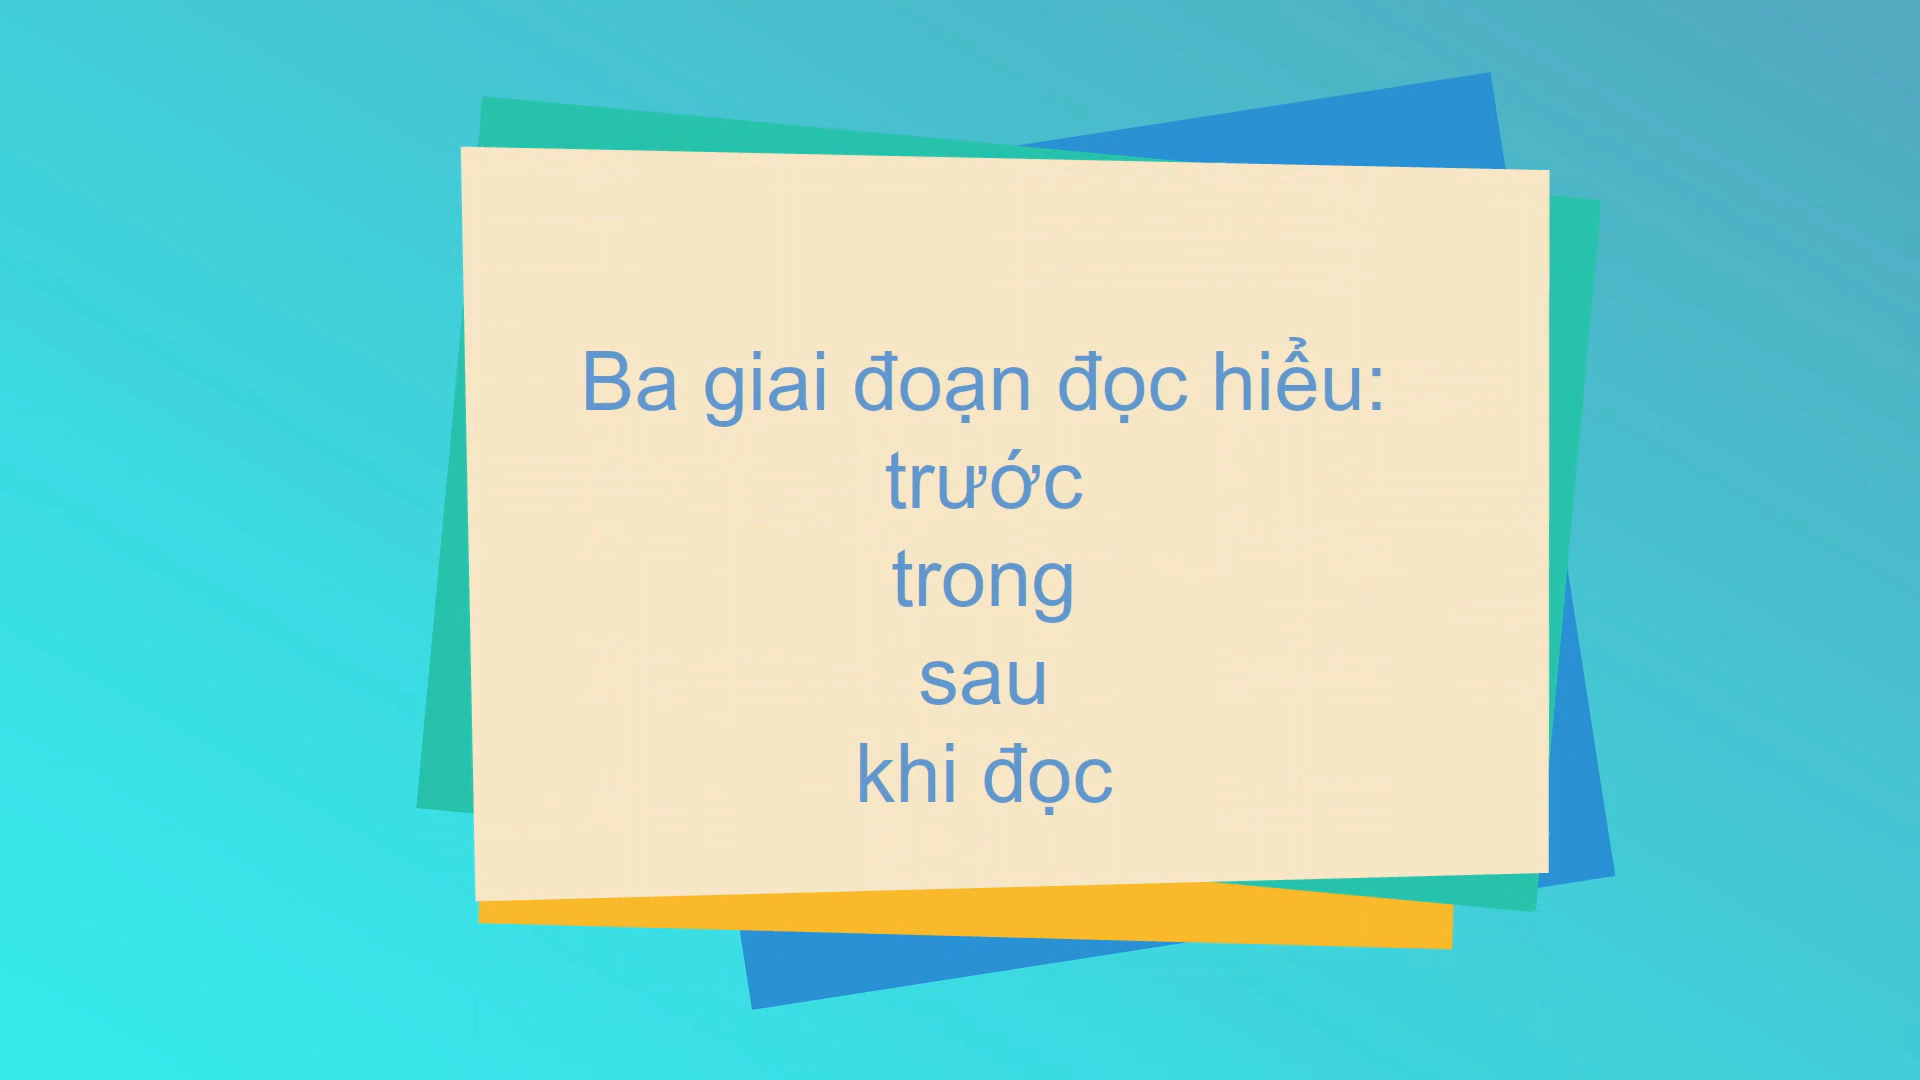 Ba giai đoạn đọc hiểu:
trước
trong
sau
khi đọc